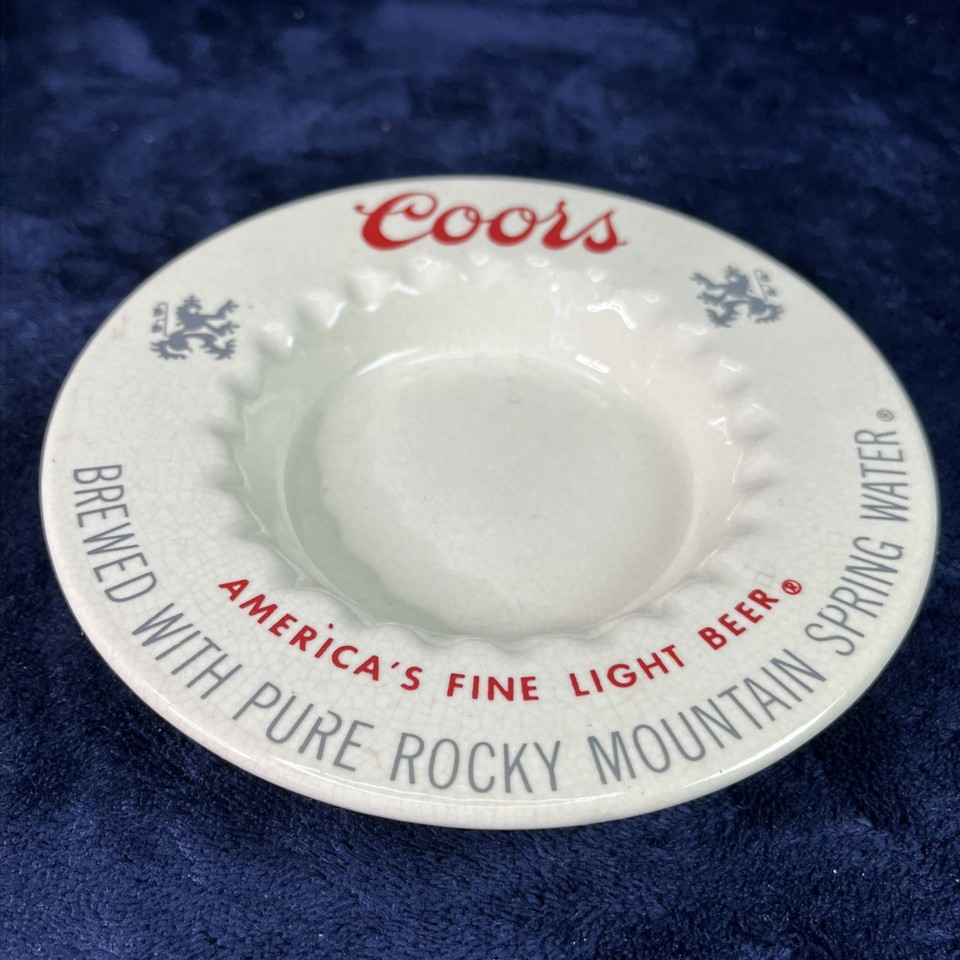 Coors
AMERICA'S FINE LIGHT BEER®
BREWED WITH PURE ROCKY MOUNTAIN SPRING WATER®